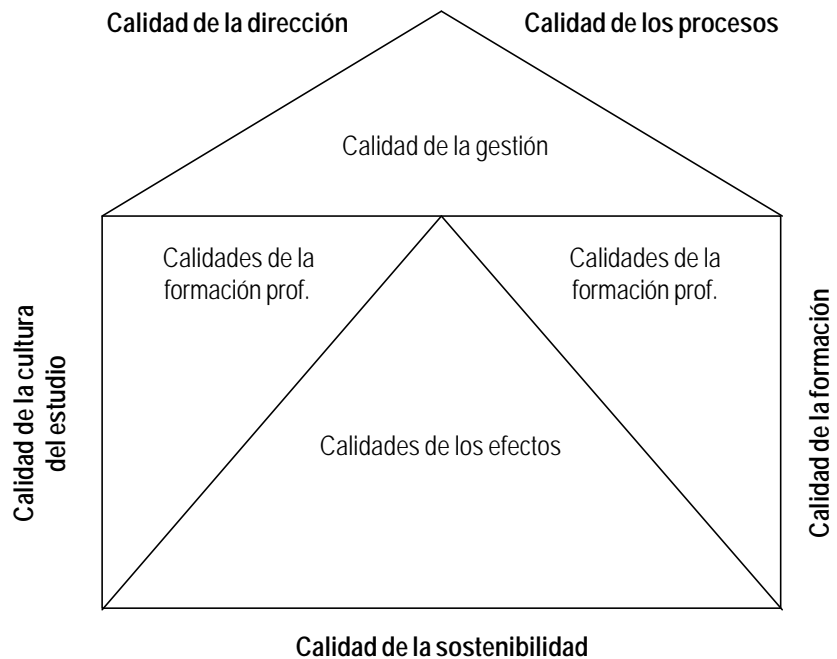 Calidad de la dirección
Calidad de los procesos
Calidad de la gestión
Calidades de la
formación prof.
Calidades de la
formación prof.
Calidad de la cultura
del estudio
Calidad de la formación
Calidades de los efectos
Calidad de la sostenibilidad